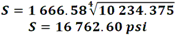 S = 1 666.58∜10 234.375
S = 16 762.60 psi